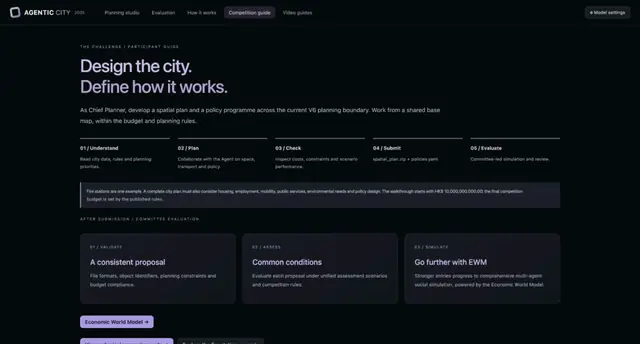 AGENTIC CITY 2035
Planning studio
Evaluation
How it works
Competition guide
Video guides
Model settings
THE CHALLENGE / PARTICIPANT GUIDE
Design the city.
Define how it works.
As Chief Planner, develop a spatial plan and a policy programme across the current V6 planning boundary. Work from a shared base
map, within the budget and planning rules.
01 / Understand
Read city data, rules and planning
priorities.
02 / Plan
Collaborate with the Agent on space,
transport and policy.
03 / Check
Inspect costs, constraints and scenario
performance.
04 / Submit
spatial_plan.zip + policies.yaml
05 / Evaluate
Committee-led simulation and review.
Fire stations are one example. A complete city plan must also consider housing, employment, mobility, public services, environmental needs and policy design. The walkthrough starts with HK$ 10,000,000,000.00; the final competition
budget is set by the published rules.
AFTER SUBMISSION / COMMITTEE EVALUATION
01 / VALIDATE
A consistent proposal
File formats, object identifiers, planning constraints and
budget compliance.
02 / ASSESS
Common conditions
Evaluate each proposal under unified assessment scenarios
and competition rules.
03 / SIMULATE
Go further with EWM
Stronger entries progress to comprehensive multi-agent
social simulation, powered by the Economic World Model.
Economic World Model →